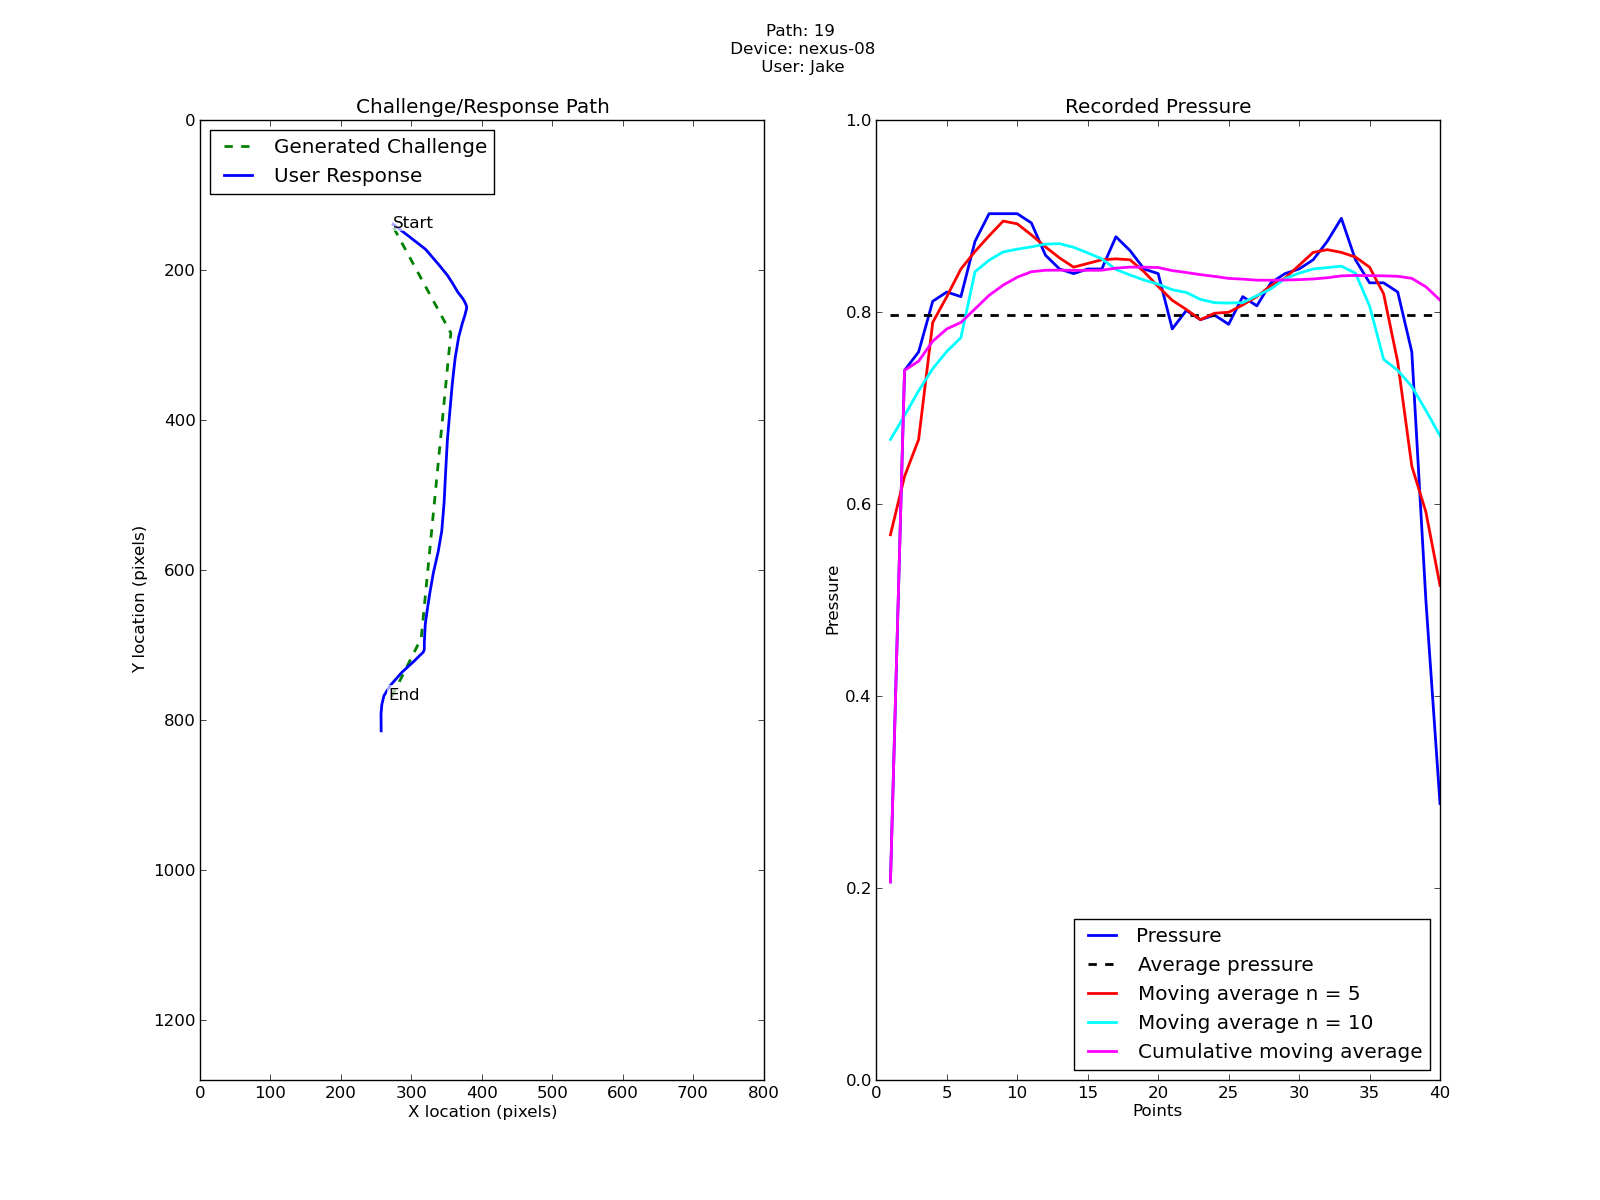 Path: 19
Device: nexus-08
User: Jake
Challenge/Response Path
0
200
400
600
800
1000
1200
Y location (pixels)
Generated Challenge
User Response
Start
End
0 100 200 300 400 500 600 700 800
X location (pixels)
Recorded Pressure
1.0
0.8
0.6
0.4
0.2
0.0
Pressure
Pressure
Average pressure
Moving average n = 5
Moving average n = 10
Cumulative moving average
0 5 10 15 20 25 30 35 40
Points